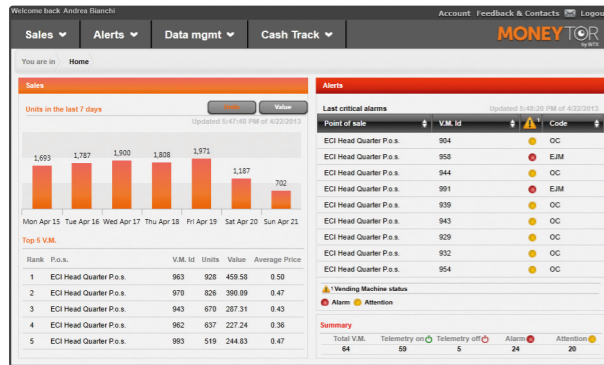 Welcome back Andrea Bianchi
Account Feedback & Contacts Logou
Sales Alerts Data mgmt Cash Track
MONEYTOR
by WTX
You are in Home
Sales
Units in the last 7 days
Units Value
Updated 5:47:48 PM of 4/22/2013
1,693 1,787 1,900 1,808 1,971 1,187 702
Mon Apr 15 Tue Apr 16 Wed Apr 17 Thu Apr 18 Fri Apr 19 Sat Apr 20 Sun Apr 21
Top 5 V.M.
Rank P.o.s. V.M. Id Units Value Average Price
1 ECI Head Quarter P.o.s. 963 928 459.58 0.50
2 ECI Head Quarter P.o.s. 970 826 390.09 0.47
3 ECI Head Quarter P.o.s. 943 670 287.31 0.43
4 ECI Head Quarter P.o.s. 962 637 227.24 0.36
5 ECI Head Quarter P.o.s. 993 519 244.83 0.47
Alerts
Last critical alarms
Updated 5:48:20 PM of 4/22/2013
Point of sale V.M. Id 1 Code
ECI Head Quarter P.o.s. 904 OC
ECI Head Quarter P.o.s. 958 EJM
ECI Head Quarter P.o.s. 944 OC
ECI Head Quarter P.o.s. 991 EJM
ECI Head Quarter P.o.s. 939 OC
ECI Head Quarter P.o.s. 943 OC
ECI Head Quarter P.o.s. 929 OC
ECI Head Quarter P.o.s. 932 OC
ECI Head Quarter P.o.s. 954 OC
1 Vending Machine status
Alarm Attention
Summary
Total V.M. Telemetry on Telemetry off Alarm Attention
64 59 5 24 20